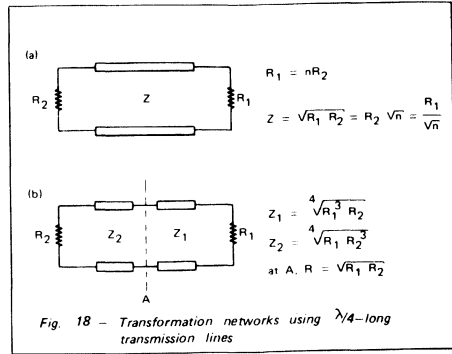 (a)
R₁ = nR₂
R₂ Z R₁
Z = √(R₁ R₂) = R₂ √n = R₁/√n
(b)
Z₁ = ⁴√(R₁³ R₂)
R₂ Z₂ Z₁ R₁
Z₂ = ⁴√(R₁ R₂³)
at A, R = √(R₁ R₂)
A
Fig. 18 – Transformation networks using λ/4-long
transmission lines